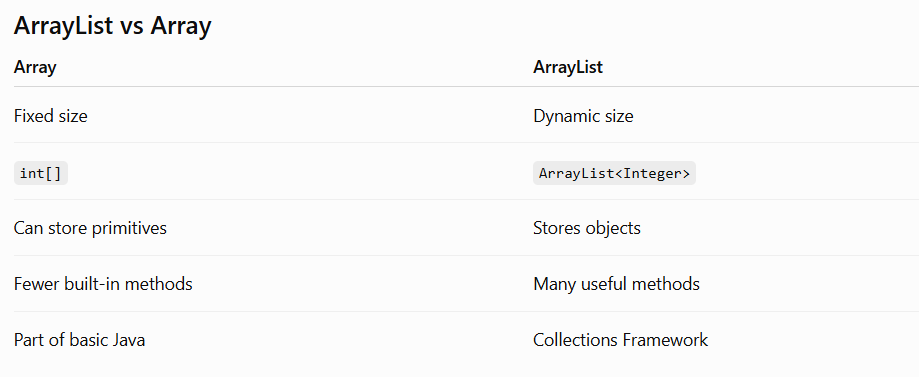 ArrayList vs Array
Array ArrayList
Fixed size Dynamic size
int[] ArrayList<Integer>
Can store primitives Stores objects
Fewer built-in methods Many useful methods
Part of basic Java Collections Framework